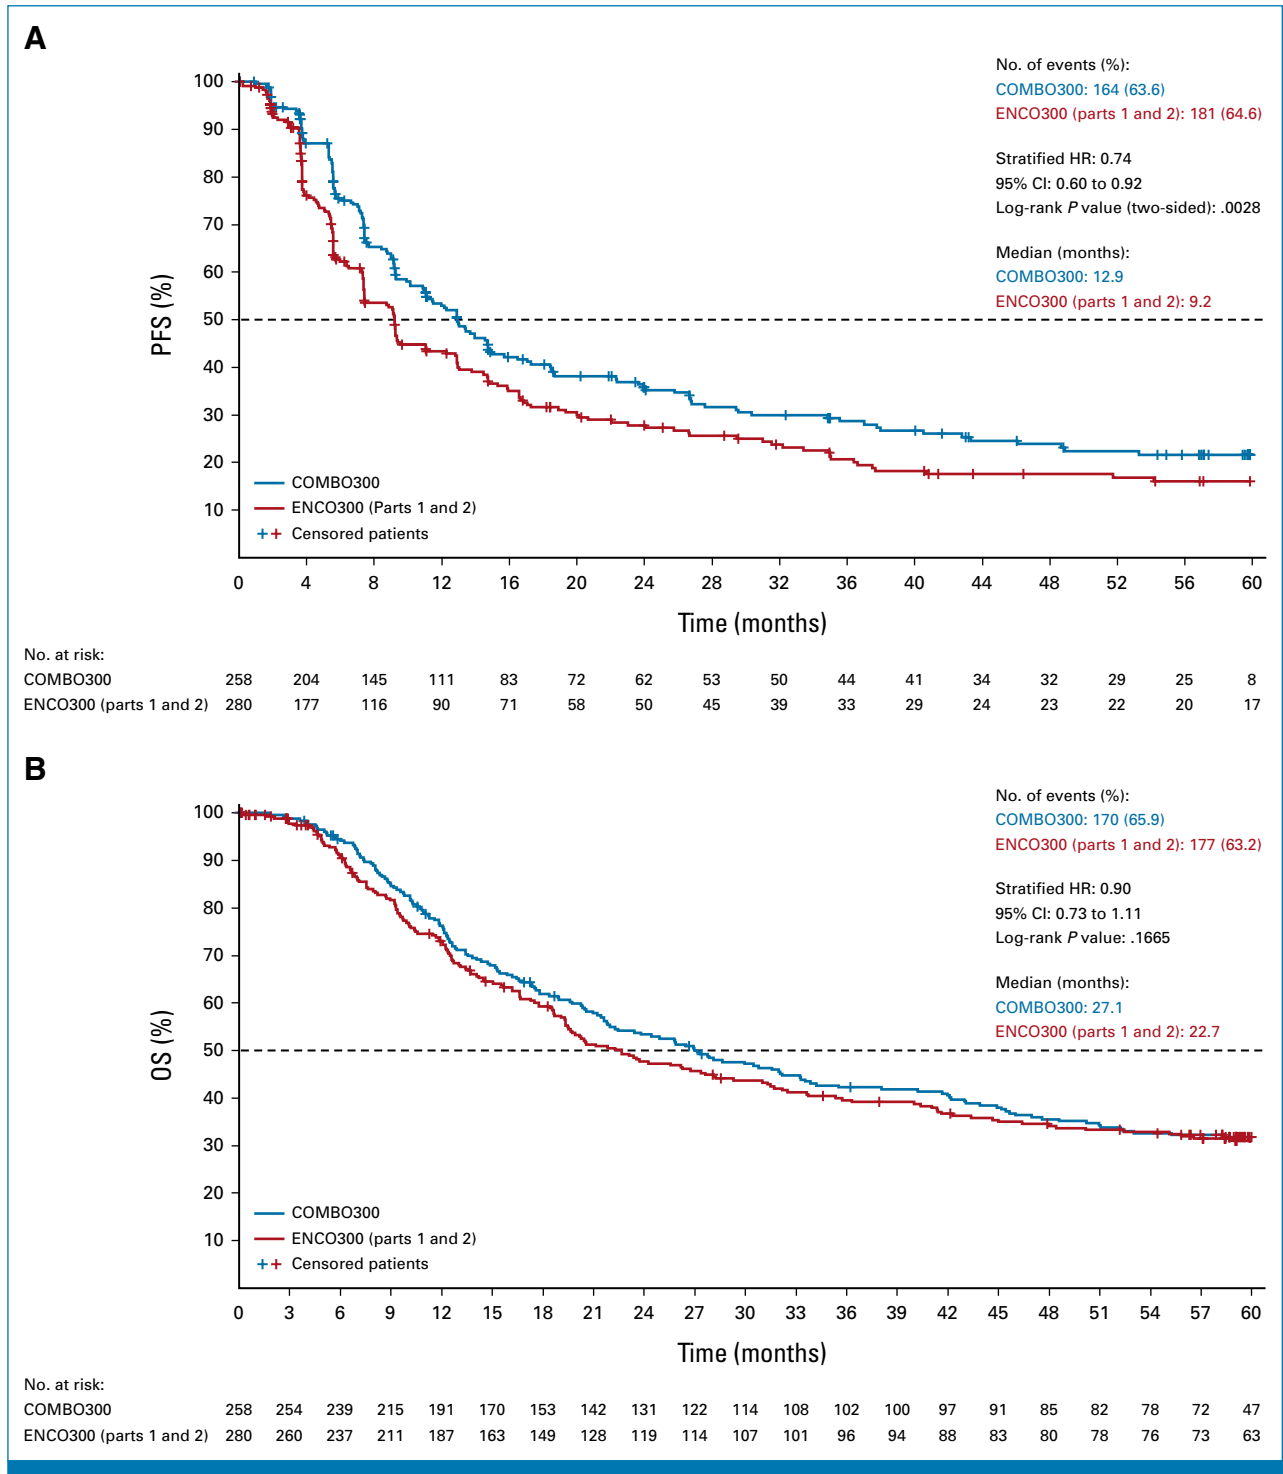 A
No. of events (%):
COMBO300: 164 (63.6)
ENCO300 (parts 1 and 2): 181 (64.6)
Stratified HR: 0.74
95% CI: 0.60 to 0.92
Log-rank P value (two-sided): .0028
Median (months):
COMBO300: 12.9
ENCO300 (parts 1 and 2): 9.2
PFS (%)
100
90
80
70
60
50
40
30
20
10
COMBO300
ENCO300 (Parts 1 and 2)
Censored patients
0 4 8 12 16 20 24 28 32 36 40 44 48 52 56 60
Time (months)
No. at risk:
COMBO300 258 204 145 111 83 72 62 53 50 44 41 34 32 29 25 8
ENCO300 (parts 1 and 2) 280 177 116 90 71 58 50 45 39 33 29 24 23 22 20 17
B
No. of events (%):
COMBO300: 170 (65.9)
ENCO300 (parts 1 and 2): 177 (63.2)
Stratified HR: 0.90
95% CI: 0.73 to 1.11
Log-rank P value: .1665
Median (months):
COMBO300: 27.1
ENCO300 (parts 1 and 2): 22.7
OS (%)
100
90
80
70
60
50
40
30
20
10
COMBO300
ENCO300 (parts 1 and 2)
Censored patients
0 3 6 9 12 15 18 21 24 27 30 33 36 39 42 45 48 51 54 57 60
Time (months)
No. at risk:
COMBO300 258 254 239 215 191 170 153 142 131 122 114 108 102 100 97 91 85 82 78 72 47
ENCO300 (parts 1 and 2) 280 260 237 211 187 163 149 128 119 114 107 101 96 94 88 83 80 78 76 73 63